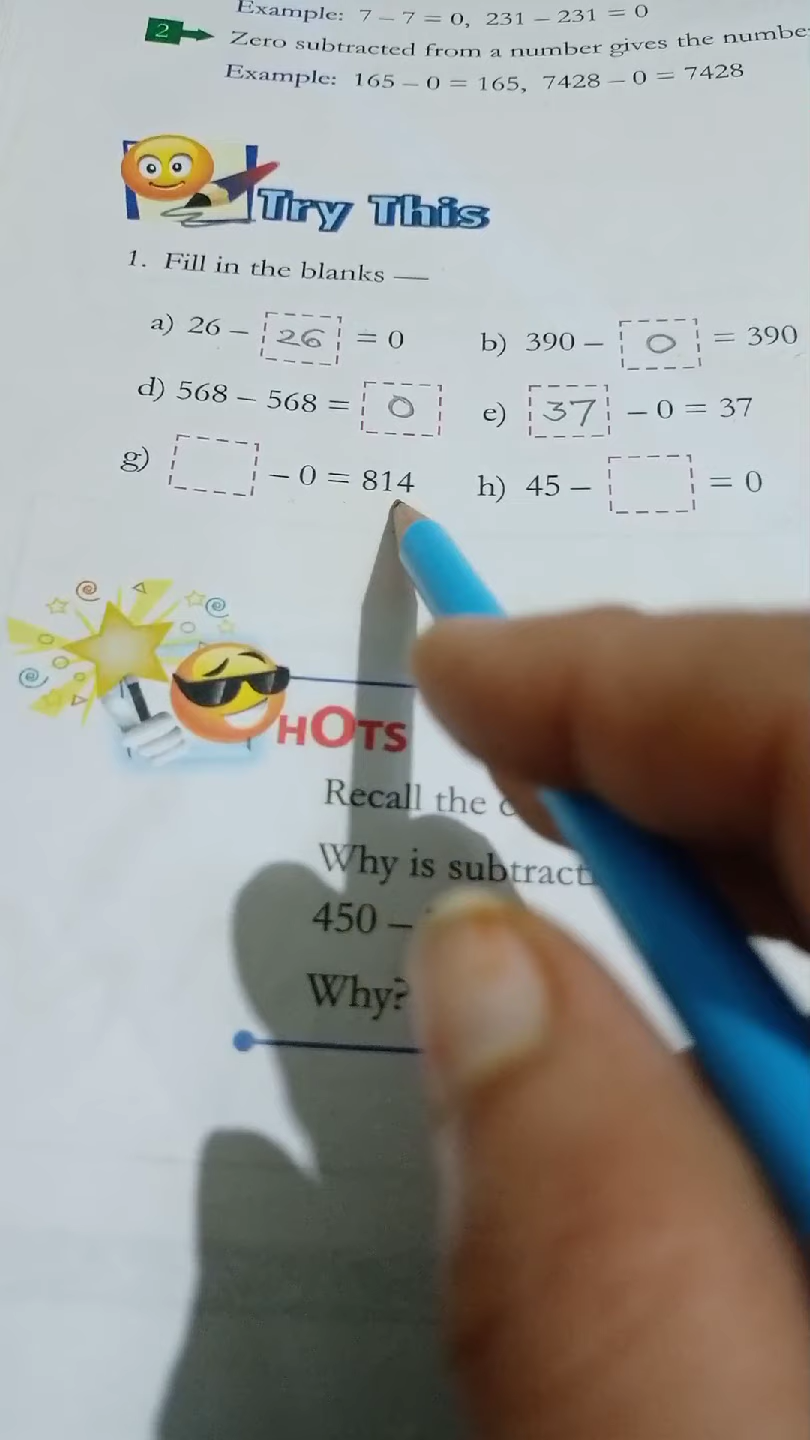 Example: 7 – 7 = 0, 231 – 231 = 0
2 Zero subtracted from a number gives the
Example: 165 – 0 = 165, 7428 – 0 = 7428
Try This
1. Fill in the blanks —
a) 26 – 26 = 0 b) 390 – 0 = 390
d) 568 – 568 = 0 e) 37 – 0 = 37
g) – 0 = 814 h) 45 – = 0
HOTS
Recall the
Why is
450 –
Why?